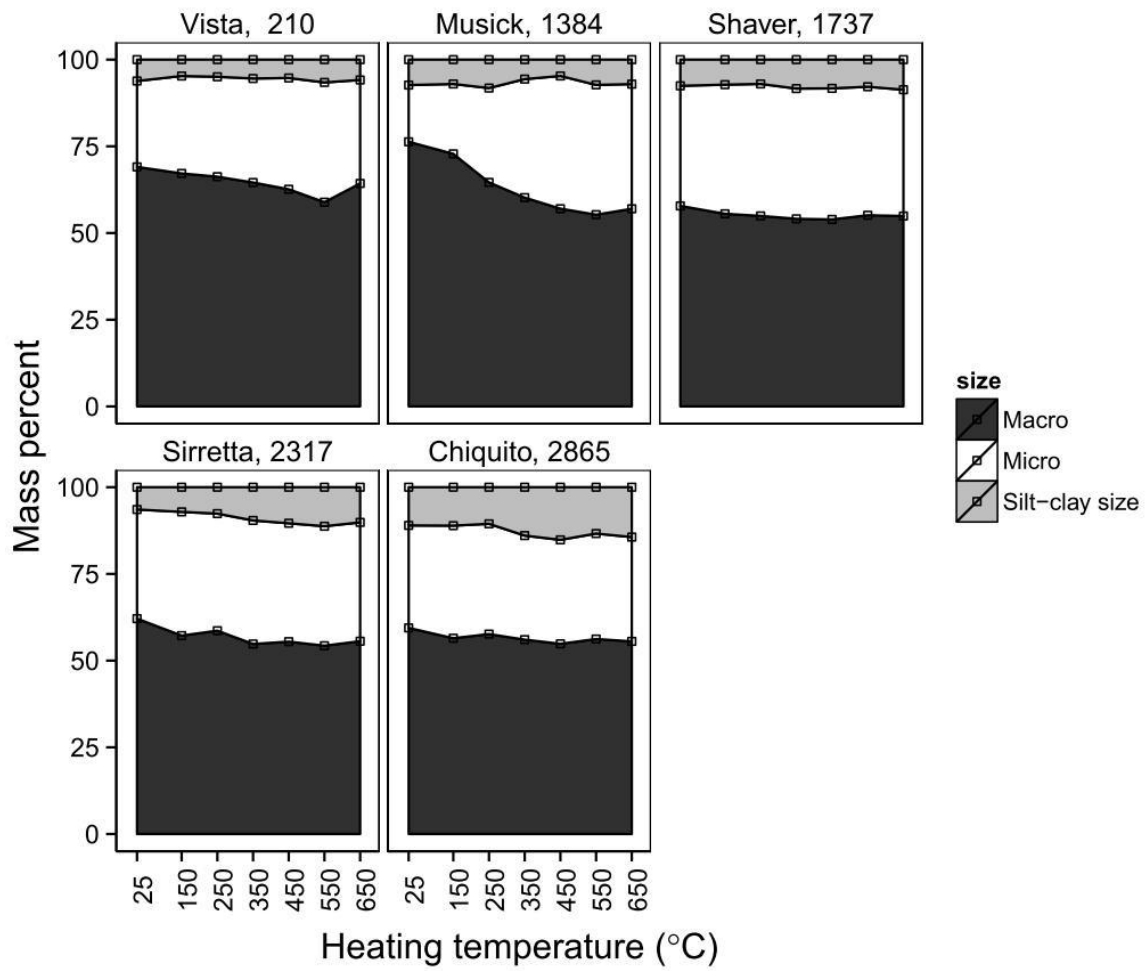 Vista,  210
Musick, 1384
Shaver, 1737
100
75
50
25
0
Sirretta, 2317
Chiquito, 2865
100
75
50
25
0
Mass percent
25 150 250 350 450 550 650
25 150 250 350 450 550 650
Heating temperature (°C)
size
Macro
Micro
Silt−clay size